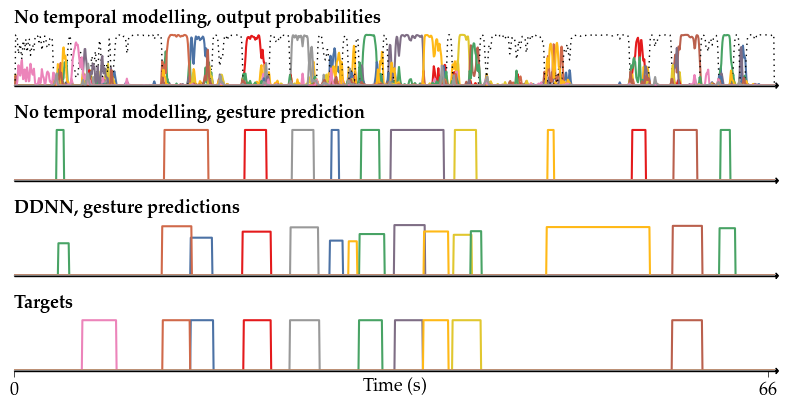 No temporal modelling, output probabilities
No temporal modelling, gesture prediction
DDNN, gesture predictions
Targets
0 Time (s) 66